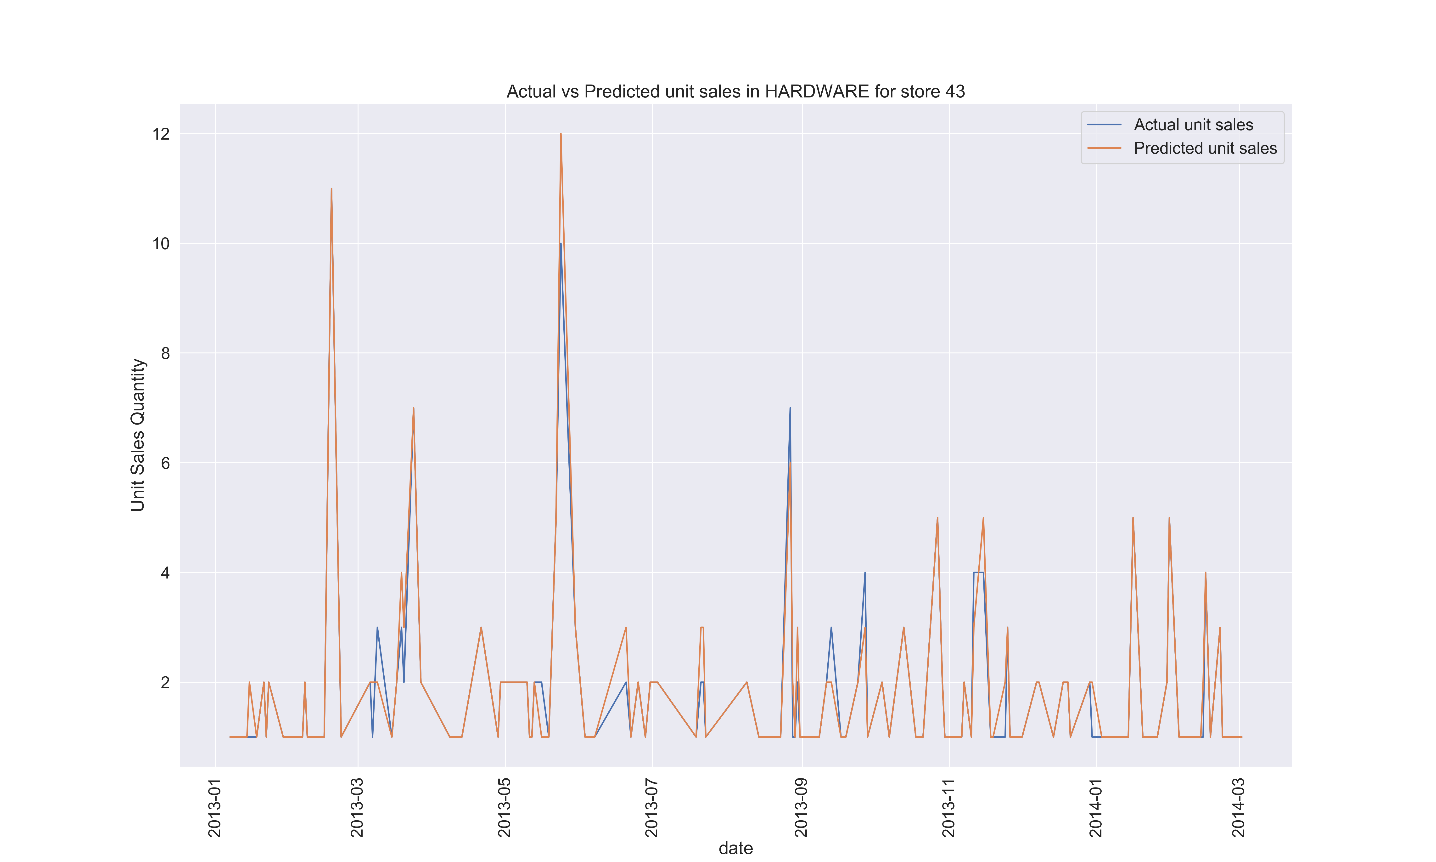 Actual vs Predicted unit sales in HARDWARE for store 43
Actual unit sales
Predicted unit sales
12
10
8
6
4
2
Unit Sales Quantity
2013-01
2013-03
2013-05
2013-07
2013-09
2013-11
2014-01
2014-03
date